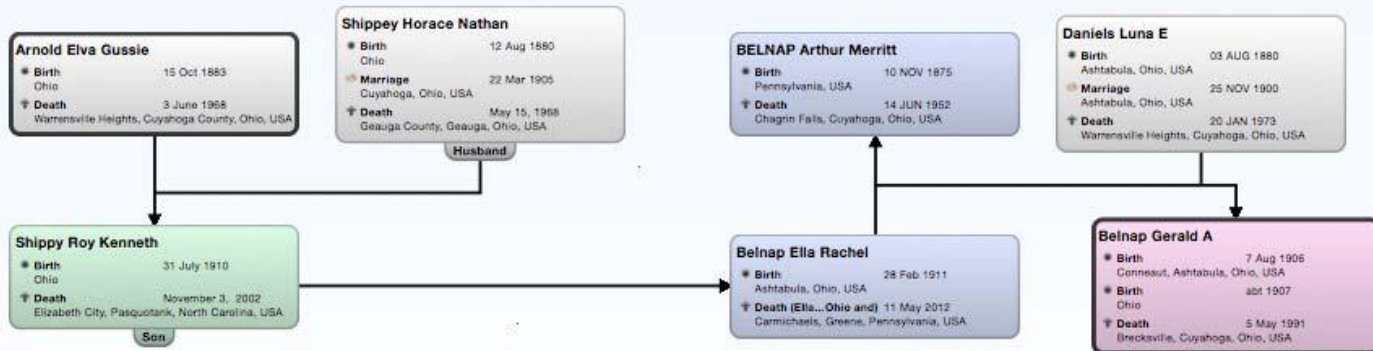 Arnold Elva Gussie
Birth 15 Oct 1883
Ohio
Death 3 June 1968
Warrensville Heights, Cuyahoga County, Ohio, USA
Shippey Horace Nathan
Birth 12 Aug 1880
Ohio
Marriage 22 Mar 1905
Cuyahoga, Ohio, USA
Death May 15, 1968
Geauga County, Geauga, Ohio, USA
Husband
BELNAP Arthur Merritt
Birth 10 NOV 1875
Pennsylvania, USA
Death 14 JUN 1952
Chagrin Falls, Cuyahoga, Ohio, USA
Daniels Luna E
Birth 03 AUG 1880
Ashtabula, Ohio, USA
Marriage 25 NOV 1900
Ashtabula, Ohio, USA
Death 20 JAN 1973
Warrensville Heights, Cuyahoga, Ohio, USA
Shippy Roy Kenneth
Birth 31 July 1910
Ohio
Death November 3, 2002
Elizabeth City, Pasquotank, North Carolina, USA
Son
Belnap Ella Rachel
Birth 28 Feb 1911
Ashtabula, Ohio, USA
Death (Ella...Ohio and) 11 May 2012
Carmichaels, Greene, Pennsylvania, USA
Belnap Gerald A
Birth 7 Aug 1906
Conneaut, Ashtabula, Ohio, USA
Birth abt 1907
Ohio
Death 5 May 1991
Brecksville, Cuyahoga, Ohio, USA